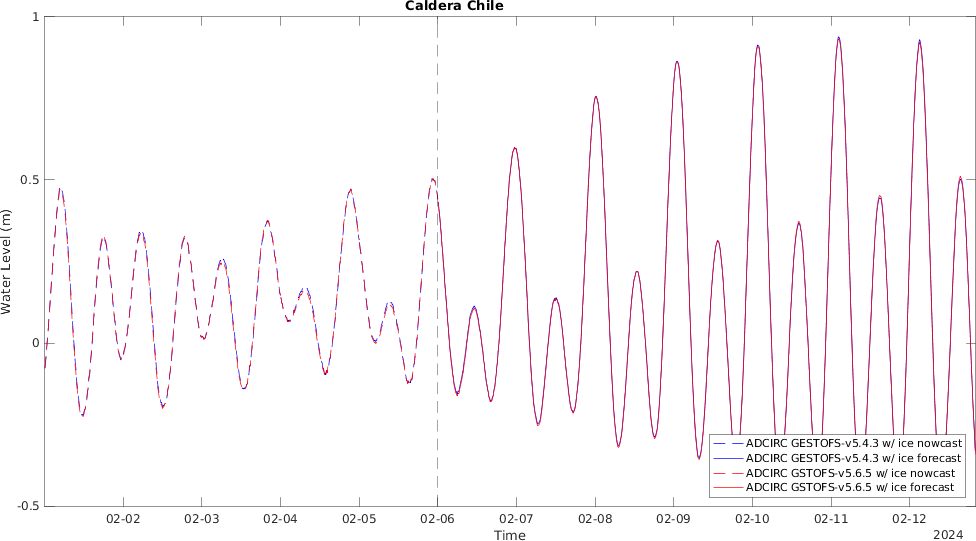 Caldera Chile
Water Level (m)
1
0.5
0
-0.5
02-02 02-03 02-04 02-05 02-06 02-07 02-08 02-09 02-10 02-11 02-12
Time
2024
ADCIRC GESTOFS-v5.4.3 w/ ice nowcast
ADCIRC GESTOFS-v5.4.3 w/ ice forecast
ADCIRC GSTOFS-v5.6.5 w/ ice nowcast
ADCIRC GSTOFS-v5.6.5 w/ ice forecast